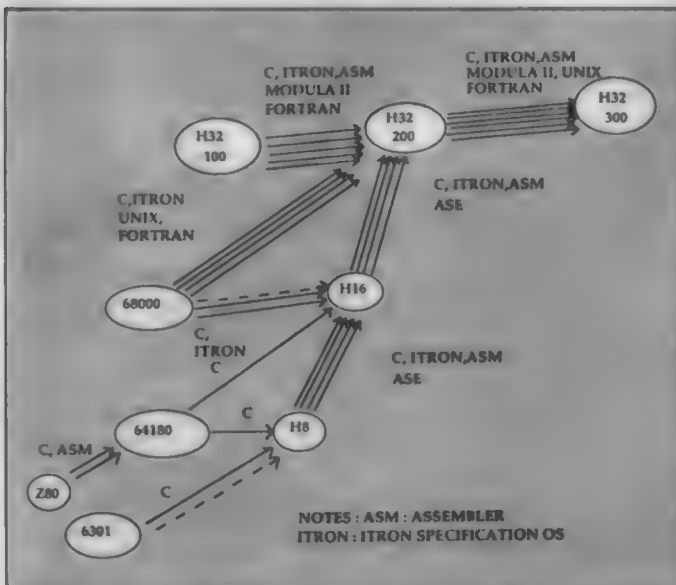 C, ITRON,ASM
MODULA II
FORTRAN
C, ITRON,ASM
MODULA II, UNIX
FORTRAN
H32
100
H32
200
H32
300
C,ITRON
UNIX,
FORTRAN
C, ITRON,ASM
ASE
68000
H16
C,
ITRON
C
C, ITRON,ASM
ASE
64180
C
H8
C, ASM
Z80
C
6301
NOTES : ASM : ASSEMBLER
ITRON : ITRON SPECIFICATION OS